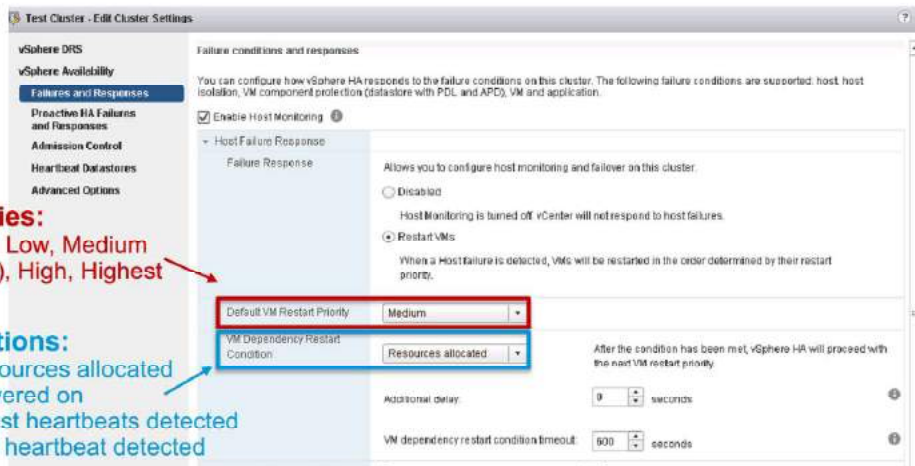 Test Cluster - Edit Cluster Settings
?
vSphere DRS
vSphere Availability
Failures and Responses
Proactive HA Failures
and Responses
Admission Control
Heartbeat Datastores
Advanced Options
Failure conditions and responses
You can configure how vSphere HA responds to the failure conditions on this cluster. The following failure conditions are supported: host, host
isolation, VM component protection (datastore with PDL and APD), VM and application.
Enable Host Monitoring
Host Failure Response
Failure Response
Allows you to configure host monitoring and failover on this cluster.
Disabled
Host Monitoring is turned off. vCenter will not respond to host failures.
Restart VMs
When a Host failure is detected, VMs will be restarted in the order determined by their restart
priority.
Default VM Restart Priority
Medium
VM Dependency Restart
Condition
Resources allocated
After the condition has been met, vSphere HA will proceed with
the next VM restart priority
Additional delay:
0 seconds
VM dependency restart condition timeout:
600 seconds
ies:
Low, Medium
), High, Highest
tions:
ources allocated
ered on
st heartbeats detected
heartbeat detected